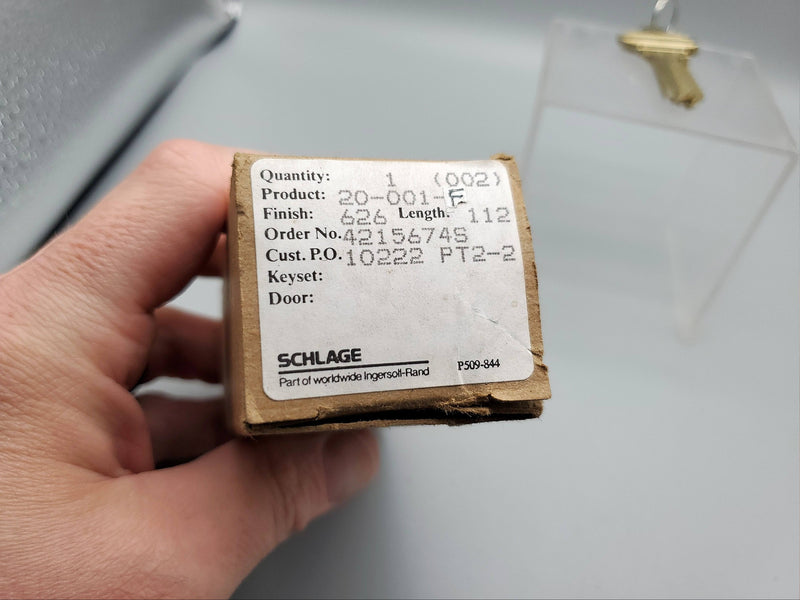 Quantity: 1 (002)
Product: 20-001-F
Finish: 626 Length. 112
Order No. 4215674S
Cust. P.O. 10222 PT2-2
Keyset:
Door:
SCHLAGE
Part of worldwide Ingersoll-Rand
P509-844